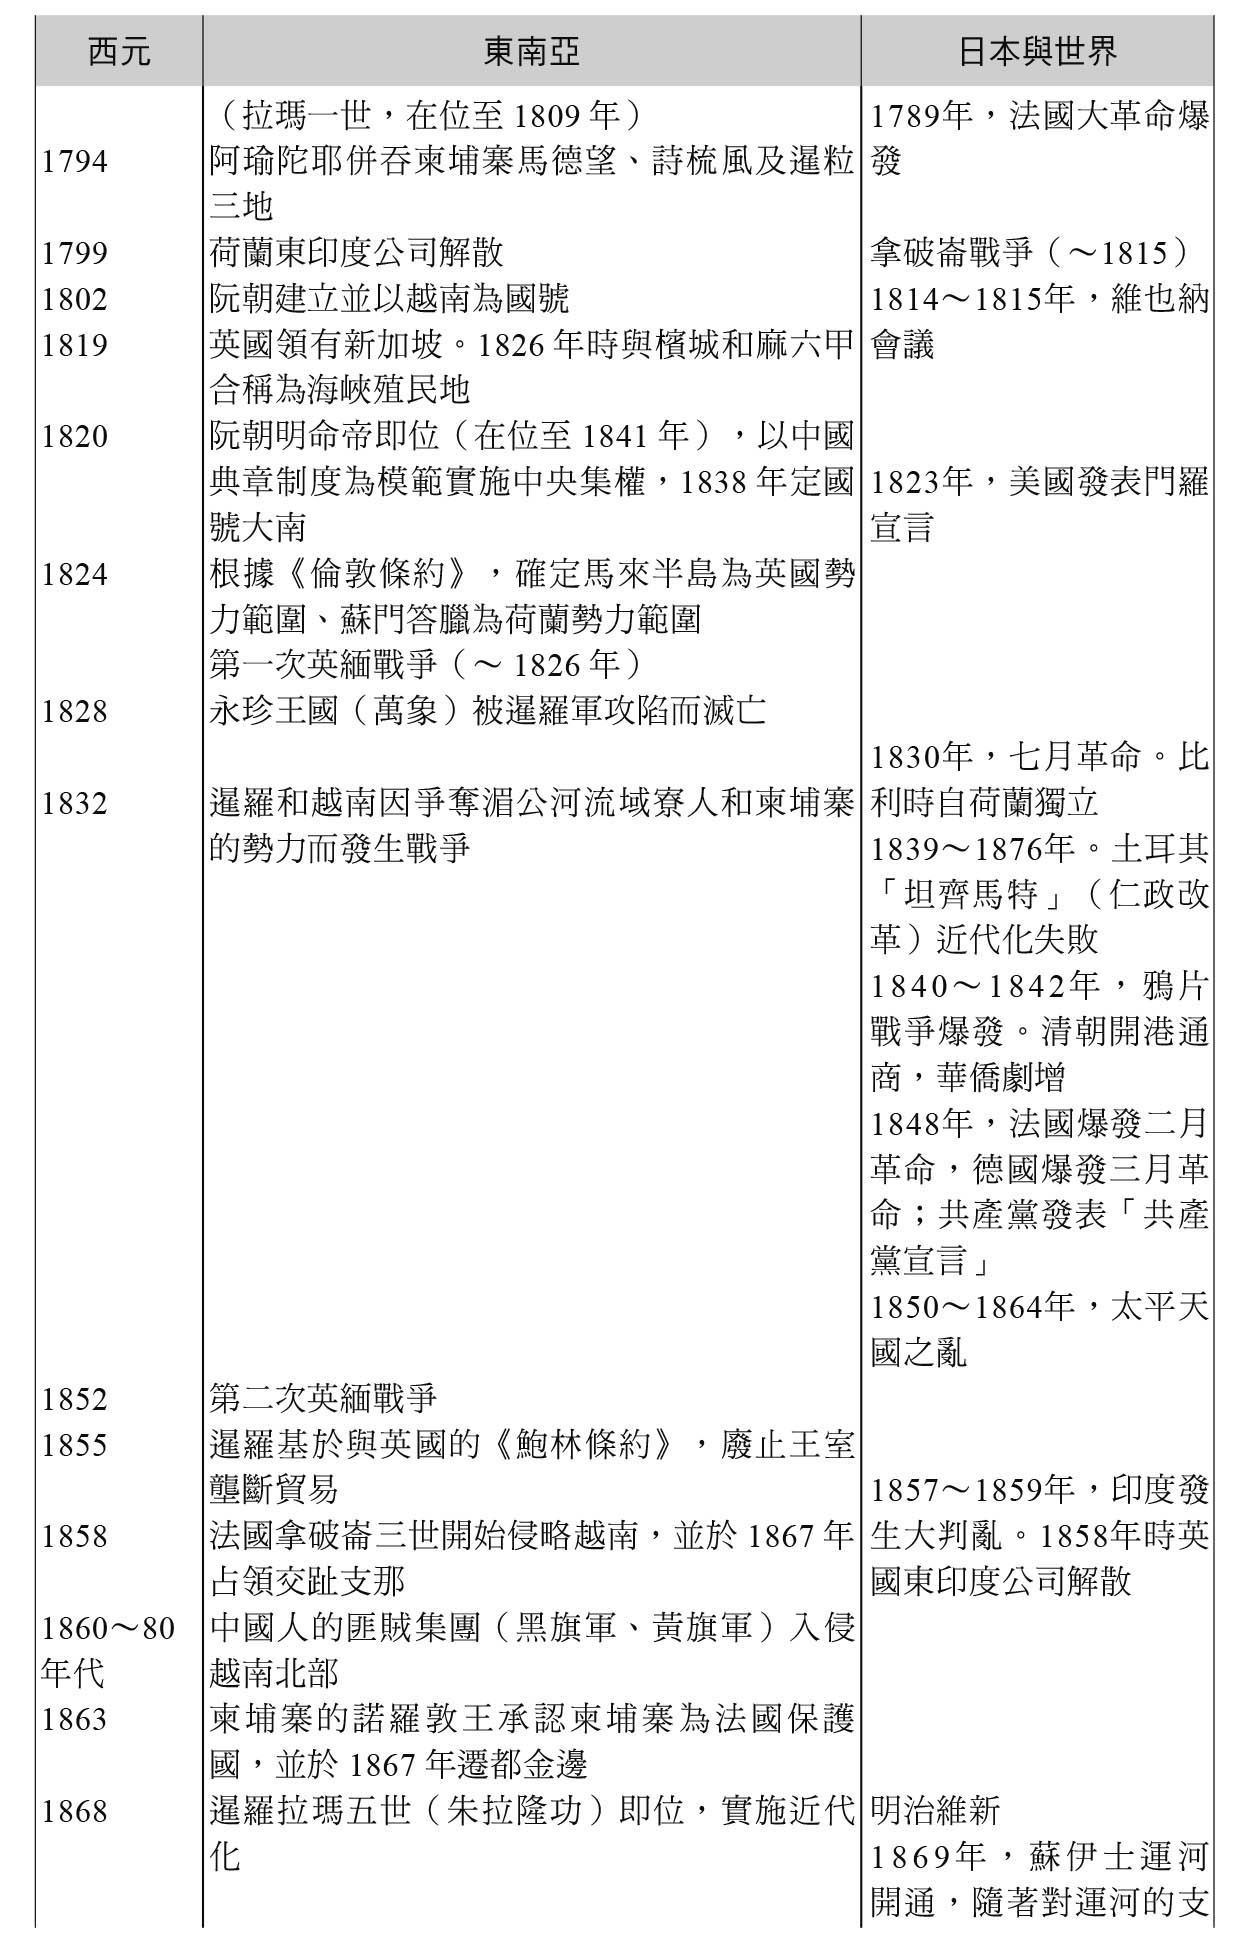 西元
東南亞
日本與世界
（拉瑪一世，在位至 1809 年）
1789年，法國大革命爆
1794
阿瑜陀耶併吞柬埔寨馬德望、詩梳風及暹粒
發
三地
1799
荷蘭東印度公司解散
拿破崙戰爭（～1815）
1802
阮朝建立並以越南為國號
1814～1815年，維也納
1819
英國領有新加坡。1826 年時與檳城和麻六甲
會議
合稱為海峽殖民地
1820
阮朝明命帝即位（在位至 1841 年），以中國
典章制度為模範實施中央集權，1838 年定國
1823年，美國發表門羅
號大南
宣言
1824
根據《倫敦條約》，確定馬來半島為英國勢
力範圍、蘇門答臘為荷蘭勢力範圍
第一次英緬戰爭（～ 1826 年）
1828
永珍王國（萬象）被暹羅軍攻陷而滅亡
1830年，七月革命。比
1832
暹羅和越南因爭奪湄公河流域寮人和柬埔寨
利時自荷蘭獨立
的勢力而發生戰爭
1839～1876年。土耳其
「坦齊馬特」（仁政改
革）近代化失敗
1840～1842年，鴉片
戰爭爆發。清朝開港通
商，華僑劇增
1848年，法國爆發二月
革命，德國爆發三月革
命；共產黨發表「共產
黨宣言」
1850～1864年，太平天
國之亂
1852
第二次英緬戰爭
1855
暹羅基於與英國的《鮑林條約》，廢止王室
壟斷貿易
1857～1859年，印度發
1858
法國拿破崙三世開始侵略越南，並於 1867 年
生大判亂。1858年時英
占領交趾支那
國東印度公司解散
1860～80
中國人的匪賊集團（黑旗軍、黃旗軍）入侵
年代
越南北部
1863
柬埔寨的諾羅敦王承認柬埔寨為法國保護
國，並於 1867 年遷都金邊
1868
暹羅拉瑪五世（朱拉隆功）即位，實施近代
明治維新
化
1869年，蘇伊士運河
開通，隨著對運河的支